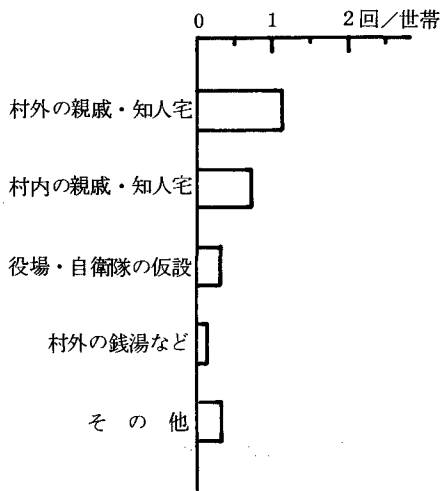 0 1 2回／世帯
村外の親戚・知人宅
村内の親戚・知人宅
役場・自衛隊の仮設
村外の銭湯など
そ の 他